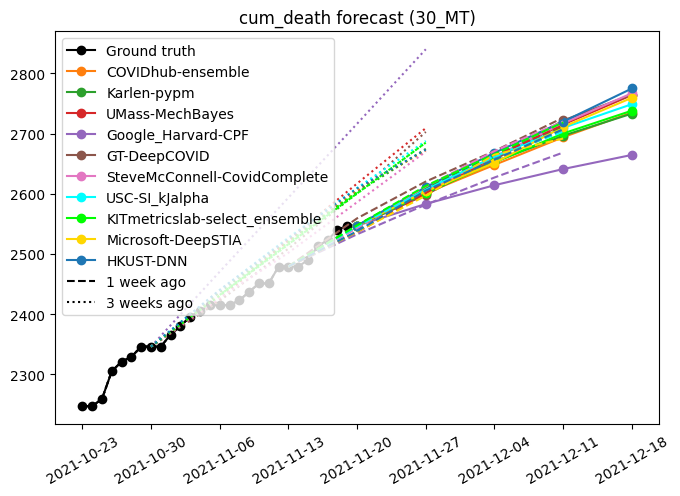 cum_death forecast (30_MT)
2800
2700
2600
2500
2400
2300
Ground truth
COVIDhub-ensemble
Karlen-pypm
UMass-MechBayes
Google_Harvard-CPF
GT-DeepCOVID
SteveMcConnell-CovidComplete
USC-SI_kJalpha
KITmetricslab-select_ensemble
Microsoft-DeepSTIA
HKUST-DNN
1 week ago
3 weeks ago
2021-10-23
2021-10-30
2021-11-06
2021-11-13
2021-11-20
2021-11-27
2021-12-04
2021-12-11
2021-12-18